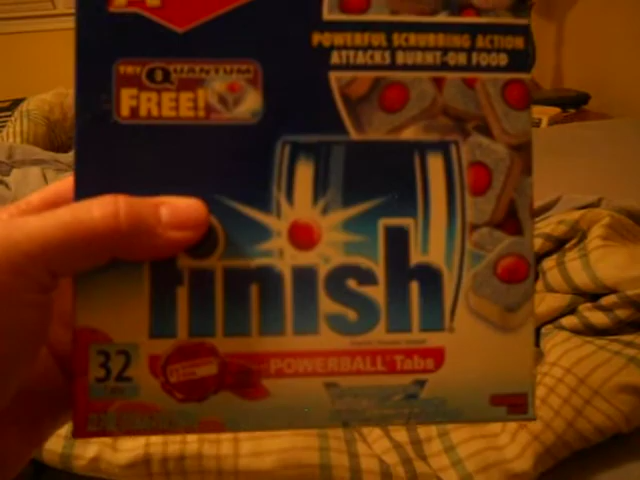 POWERFUL SCRUBBING ACTION
ATTACKS BURNT-ON FOOD
TRY QUANTUM
FREE!
finish
POWERBALL Tabs
32